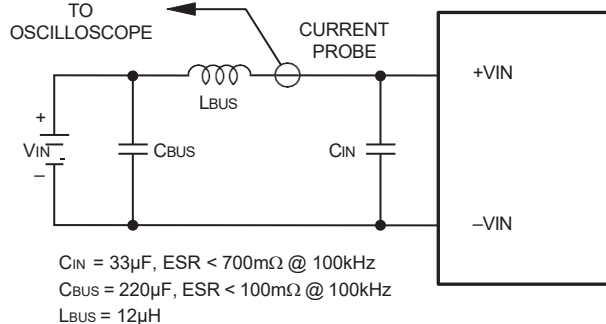 TO
OSCILLOSCOPE
CURRENT
PROBE
LBUS
+VIN
+
VIN
–
CBUS
CIN
–VIN
CIN = 33µF, ESR < 700mΩ @ 100kHz
CBUS = 220µF, ESR < 100mΩ @ 100kHz
LBUS = 12µH